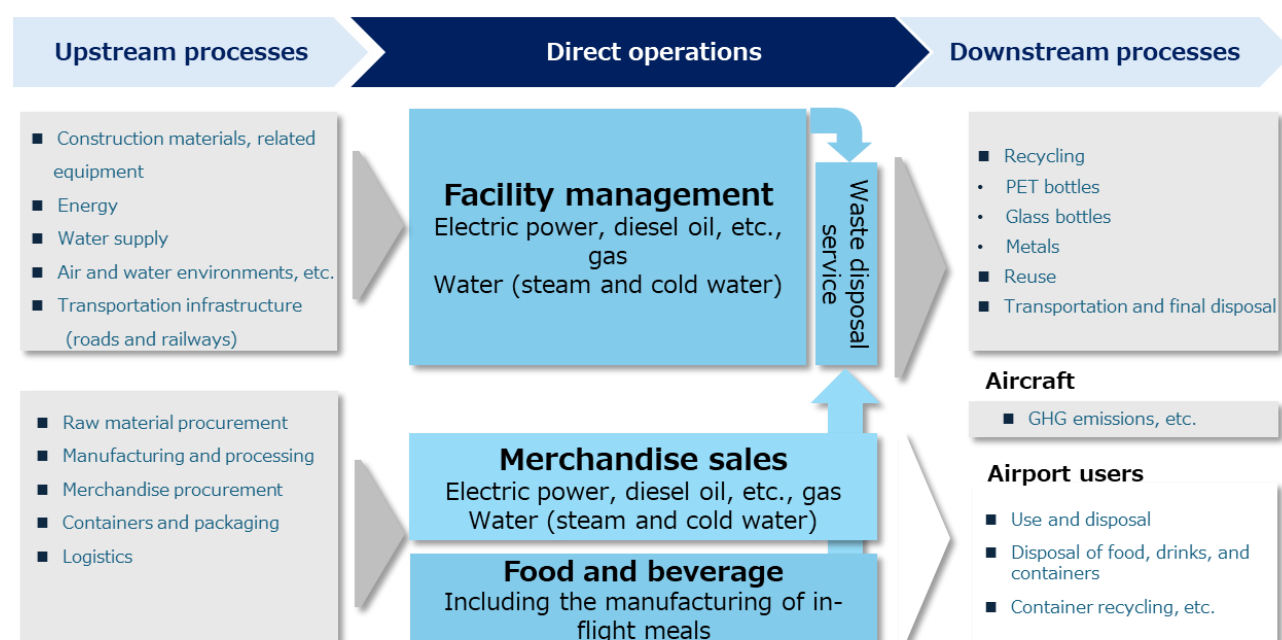 Upstream processes
Direct operations
Downstream processes
■ Construction materials, related
equipment
■ Energy
■ Water supply
■ Air and water environments, etc.
■ Transportation infrastructure
(roads and railways)
Facility management
Electric power, diesel oil, etc.,
gas
Water (steam and cold water)
Waste disposal
service
■ Recycling
• PET bottles
• Glass bottles
• Metals
■ Reuse
■ Transportation and final disposal
Aircraft
■ GHG emissions, etc.
■ Raw material procurement
■ Manufacturing and processing
■ Merchandise procurement
■ Containers and packaging
■ Logistics
Merchandise sales
Electric power, diesel oil, etc., gas
Water (steam and cold water)
Food and beverage
Including the manufacturing of in-
flight meals
Airport users
■ Use and disposal
■ Disposal of food, drinks, and
containers
■ Container recycling, etc.